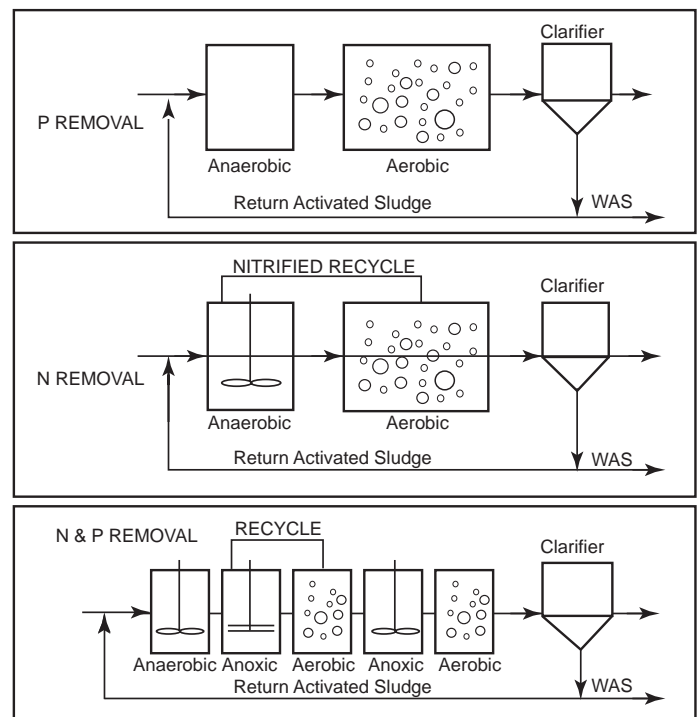 Clarifier
P REMOVAL
Anaerobic
Aerobic
Return Activated Sludge
WAS
NITRIFIED RECYCLE
Clarifier
N REMOVAL
Anaerobic
Aerobic
Return Activated Sludge
WAS
N & P REMOVAL
RECYCLE
Clarifier
Anaerobic
Anoxic
Aerobic
Anoxic
Aerobic
Return Activated Sludge
WAS